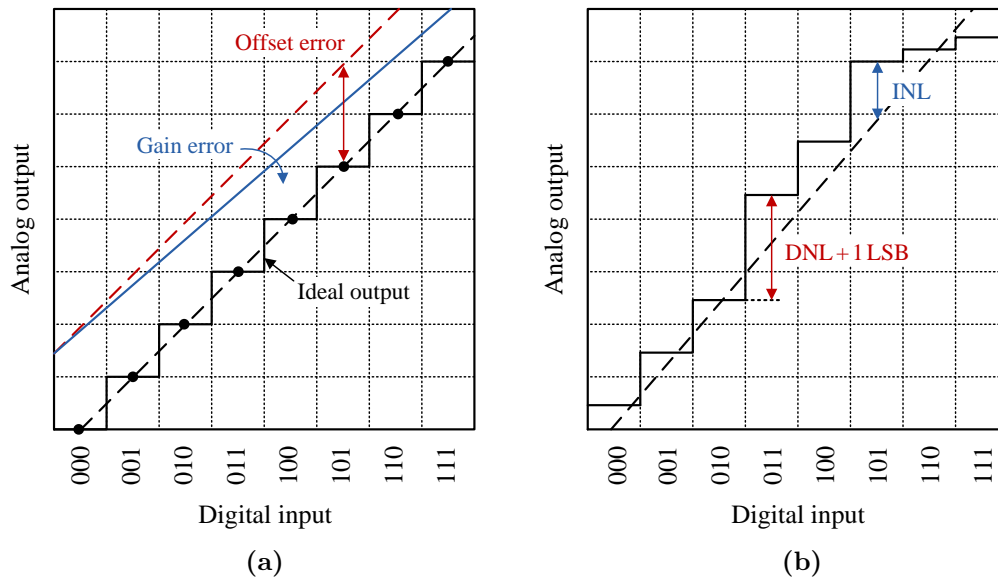 Offset error
Gain error
Ideal output
Analog output
000 001 010 011 100 101 110 111
Digital input
(a)
INL
DNL + 1 LSB
Analog output
000 001 010 011 100 101 110 111
Digital input
(b)